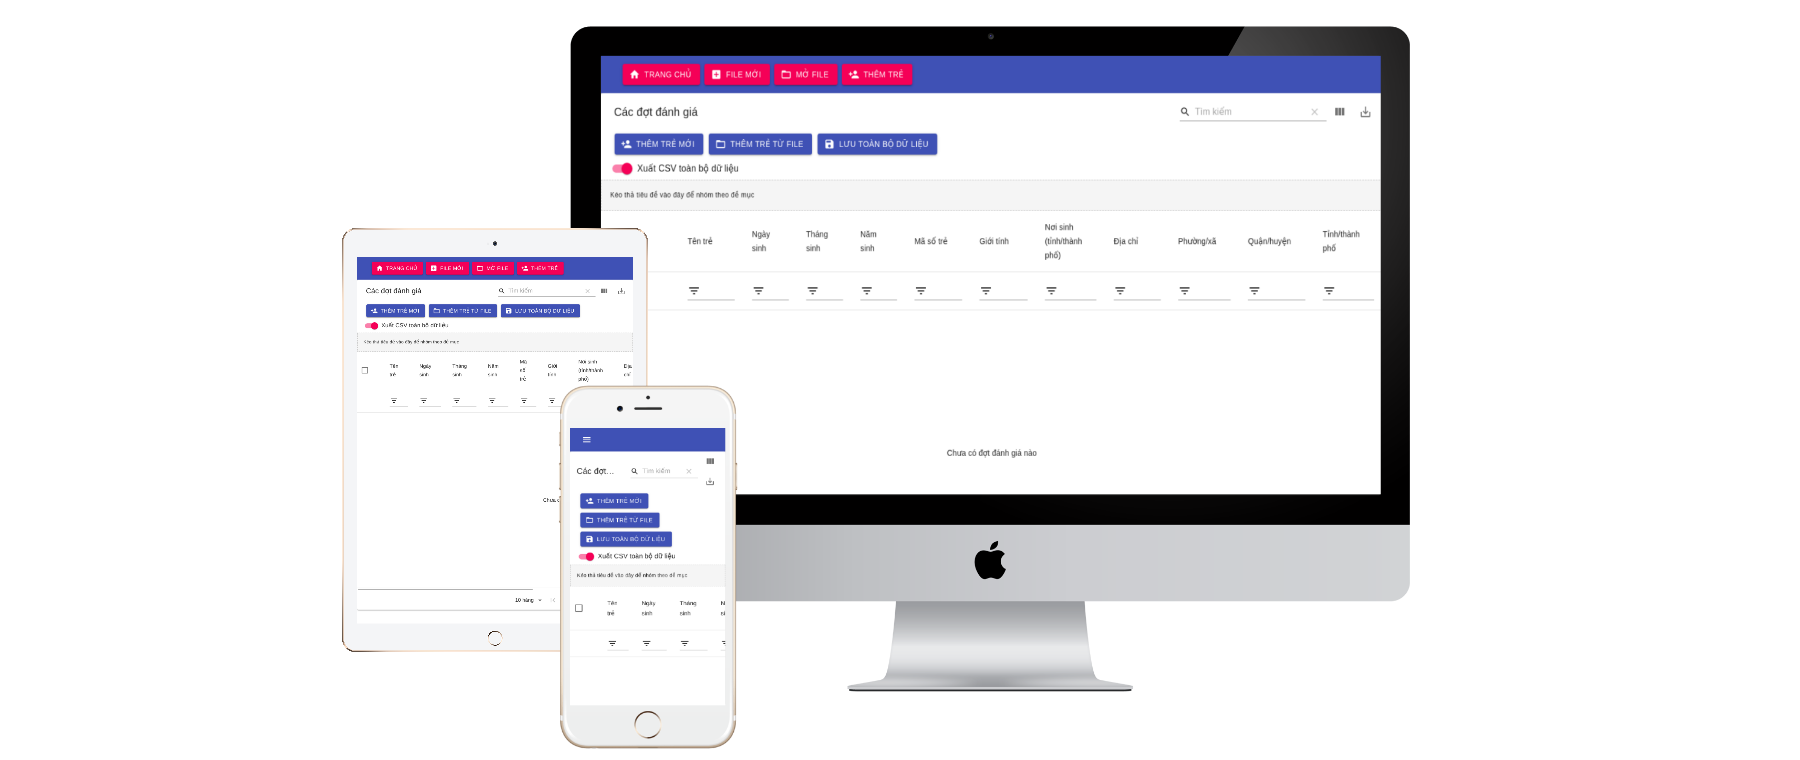 TRANG CHỦ FILE MỚI MỞ FILE THÊM TRẺ
Các đợt đánh giá
Tìm kiếm
THÊM TRẺ MỚI THÊM TRẺ TỪ FILE LƯU TOÀN BỘ DỮ LIỆU
Xuất CSV toàn bộ dữ liệu
Kéo thả tiêu đề vào đây để nhóm theo đề mục
Tên trẻ
Ngày
sinh
Tháng
sinh
Năm
sinh
Mã số trẻ
Giới tính
Nơi sinh
(tỉnh/thành
phố)
Địa chỉ
Phường/xã
Quận/huyện
Tỉnh/thành
phố
Chưa có đợt đánh giá nào
TRANG CHỦ FILE MỚI MỞ FILE THÊM TRẺ
Các đợt đánh giá
Tìm kiếm
THÊM TRẺ MỚI THÊM TRẺ TỪ FILE LƯU TOÀN BỘ DỮ LIỆU
Xuất CSV toàn bộ dữ liệu
Kéo thả tiêu đề vào đây để nhóm theo đề mục
Tên
trẻ
Ngày
sinh
Tháng
sinh
Năm
sinh
Mã
số
trẻ
Giới
tính
Nơi sinh
(tỉnh/thành
phố)
Địa
chỉ
Chưa c
10 hàng
Các đợt...
Tìm kiếm
THÊM TRẺ MỚI
THÊM TRẺ TỪ FILE
LƯU TOÀN BỘ DỮ LIỆU
Xuất CSV toàn bộ dữ liệu
Kéo thả tiêu đề vào đây để nhóm theo đề mục
Tên
trẻ
Ngày
sinh
Tháng
sinh